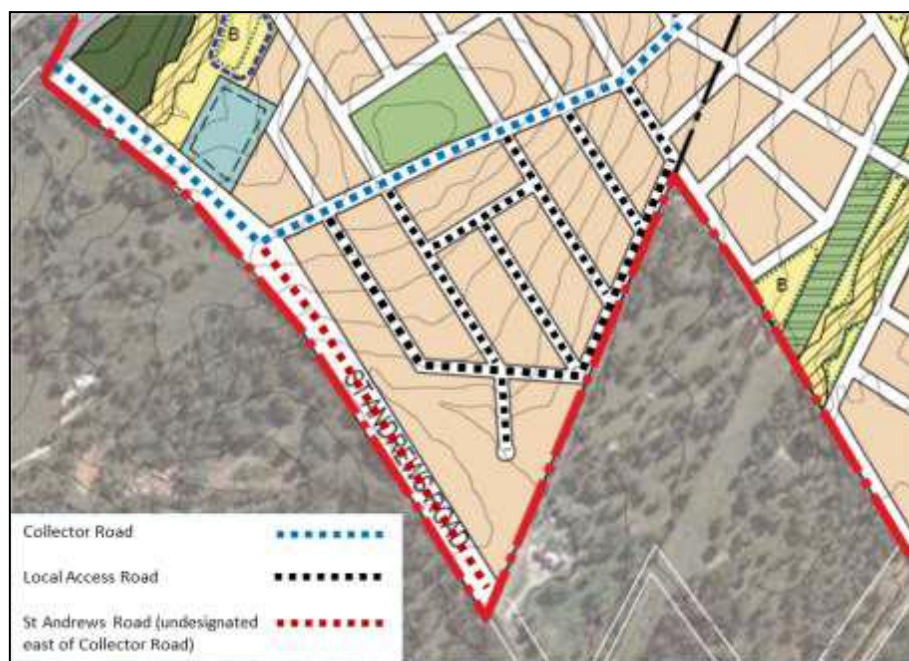 B
B
ST ANDREWS ROAD
Collector Road
Local Access Road
St Andrews Road (undesignated
east of Collector Road)